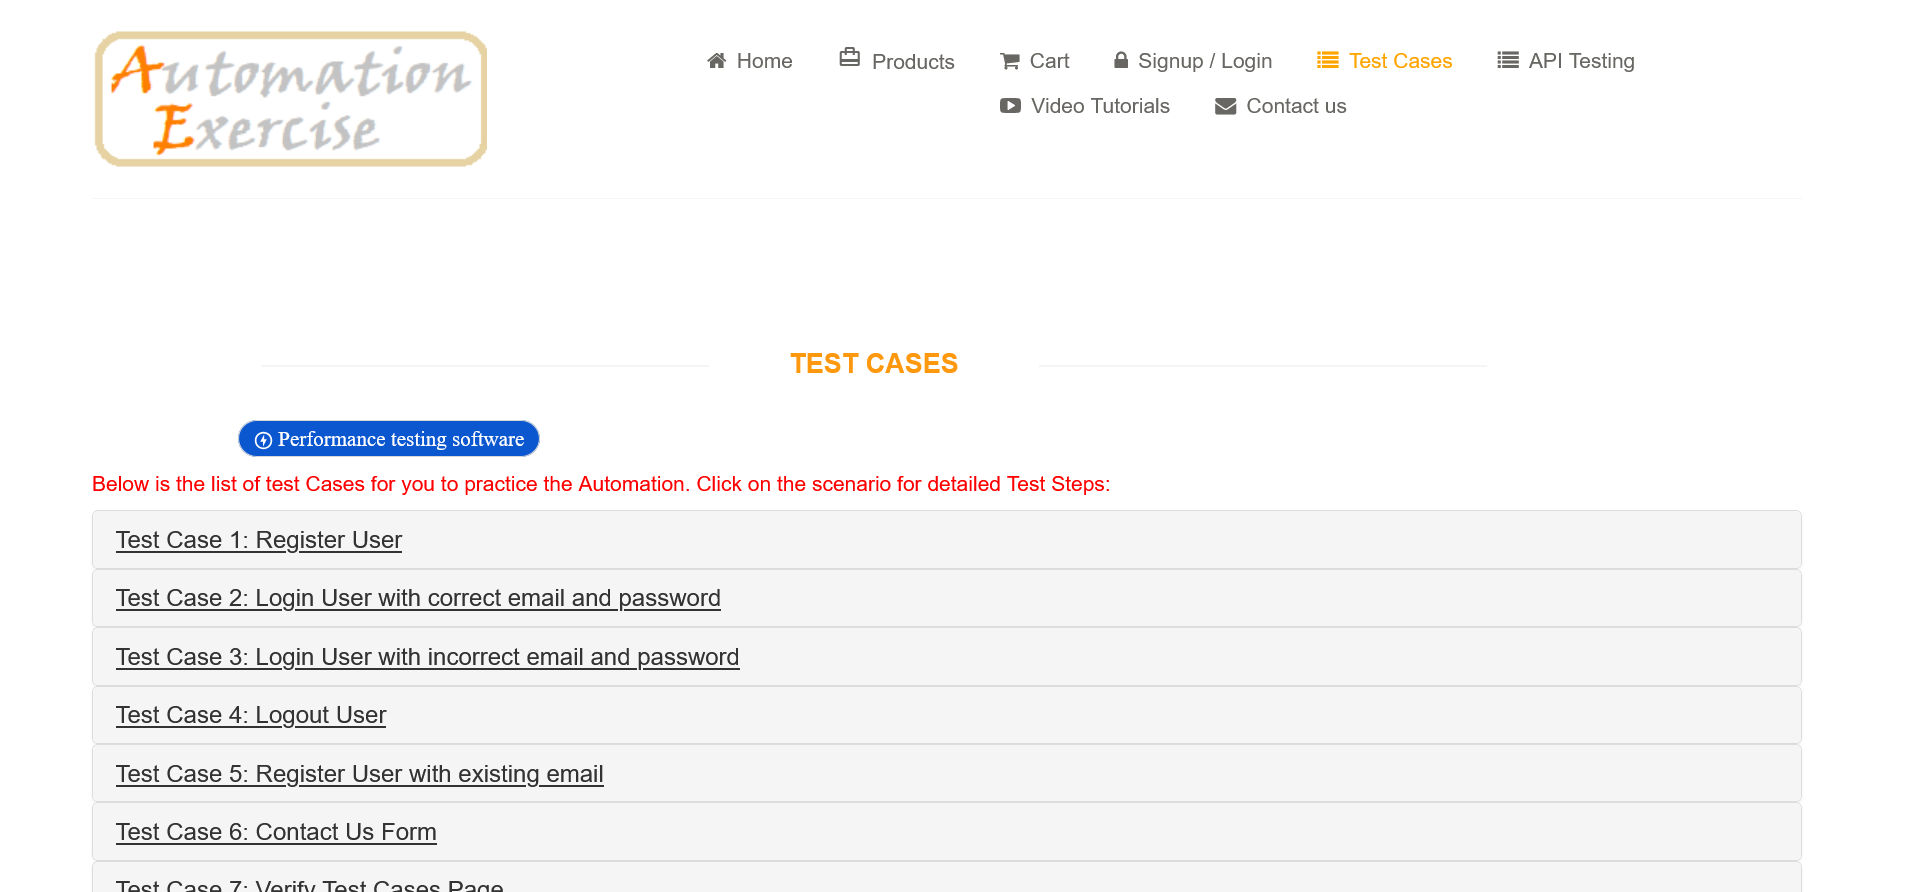 Automation
Exercise
Home Products Cart Signup / Login Test Cases API Testing
Video Tutorials Contact us
TEST CASES
Performance testing software
Below is the list of test Cases for you to practice the Automation. Click on the scenario for detailed Test Steps:
Test Case 1: Register User
Test Case 2: Login User with correct email and password
Test Case 3: Login User with incorrect email and password
Test Case 4: Logout User
Test Case 5: Register User with existing email
Test Case 6: Contact Us Form
Test Case 7: Verify Test Cases Page